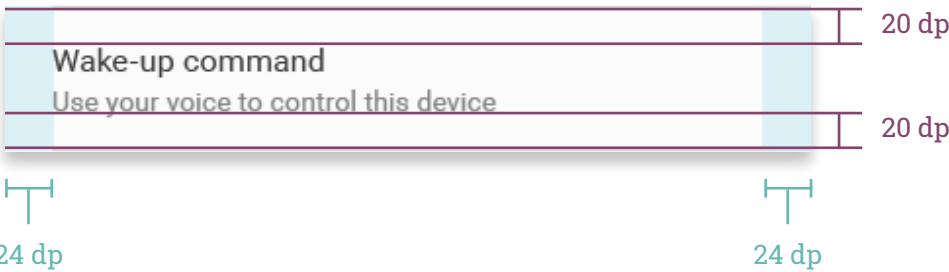 20 dp
Wake-up command
Use your voice to control this device
20 dp
24 dp
24 dp